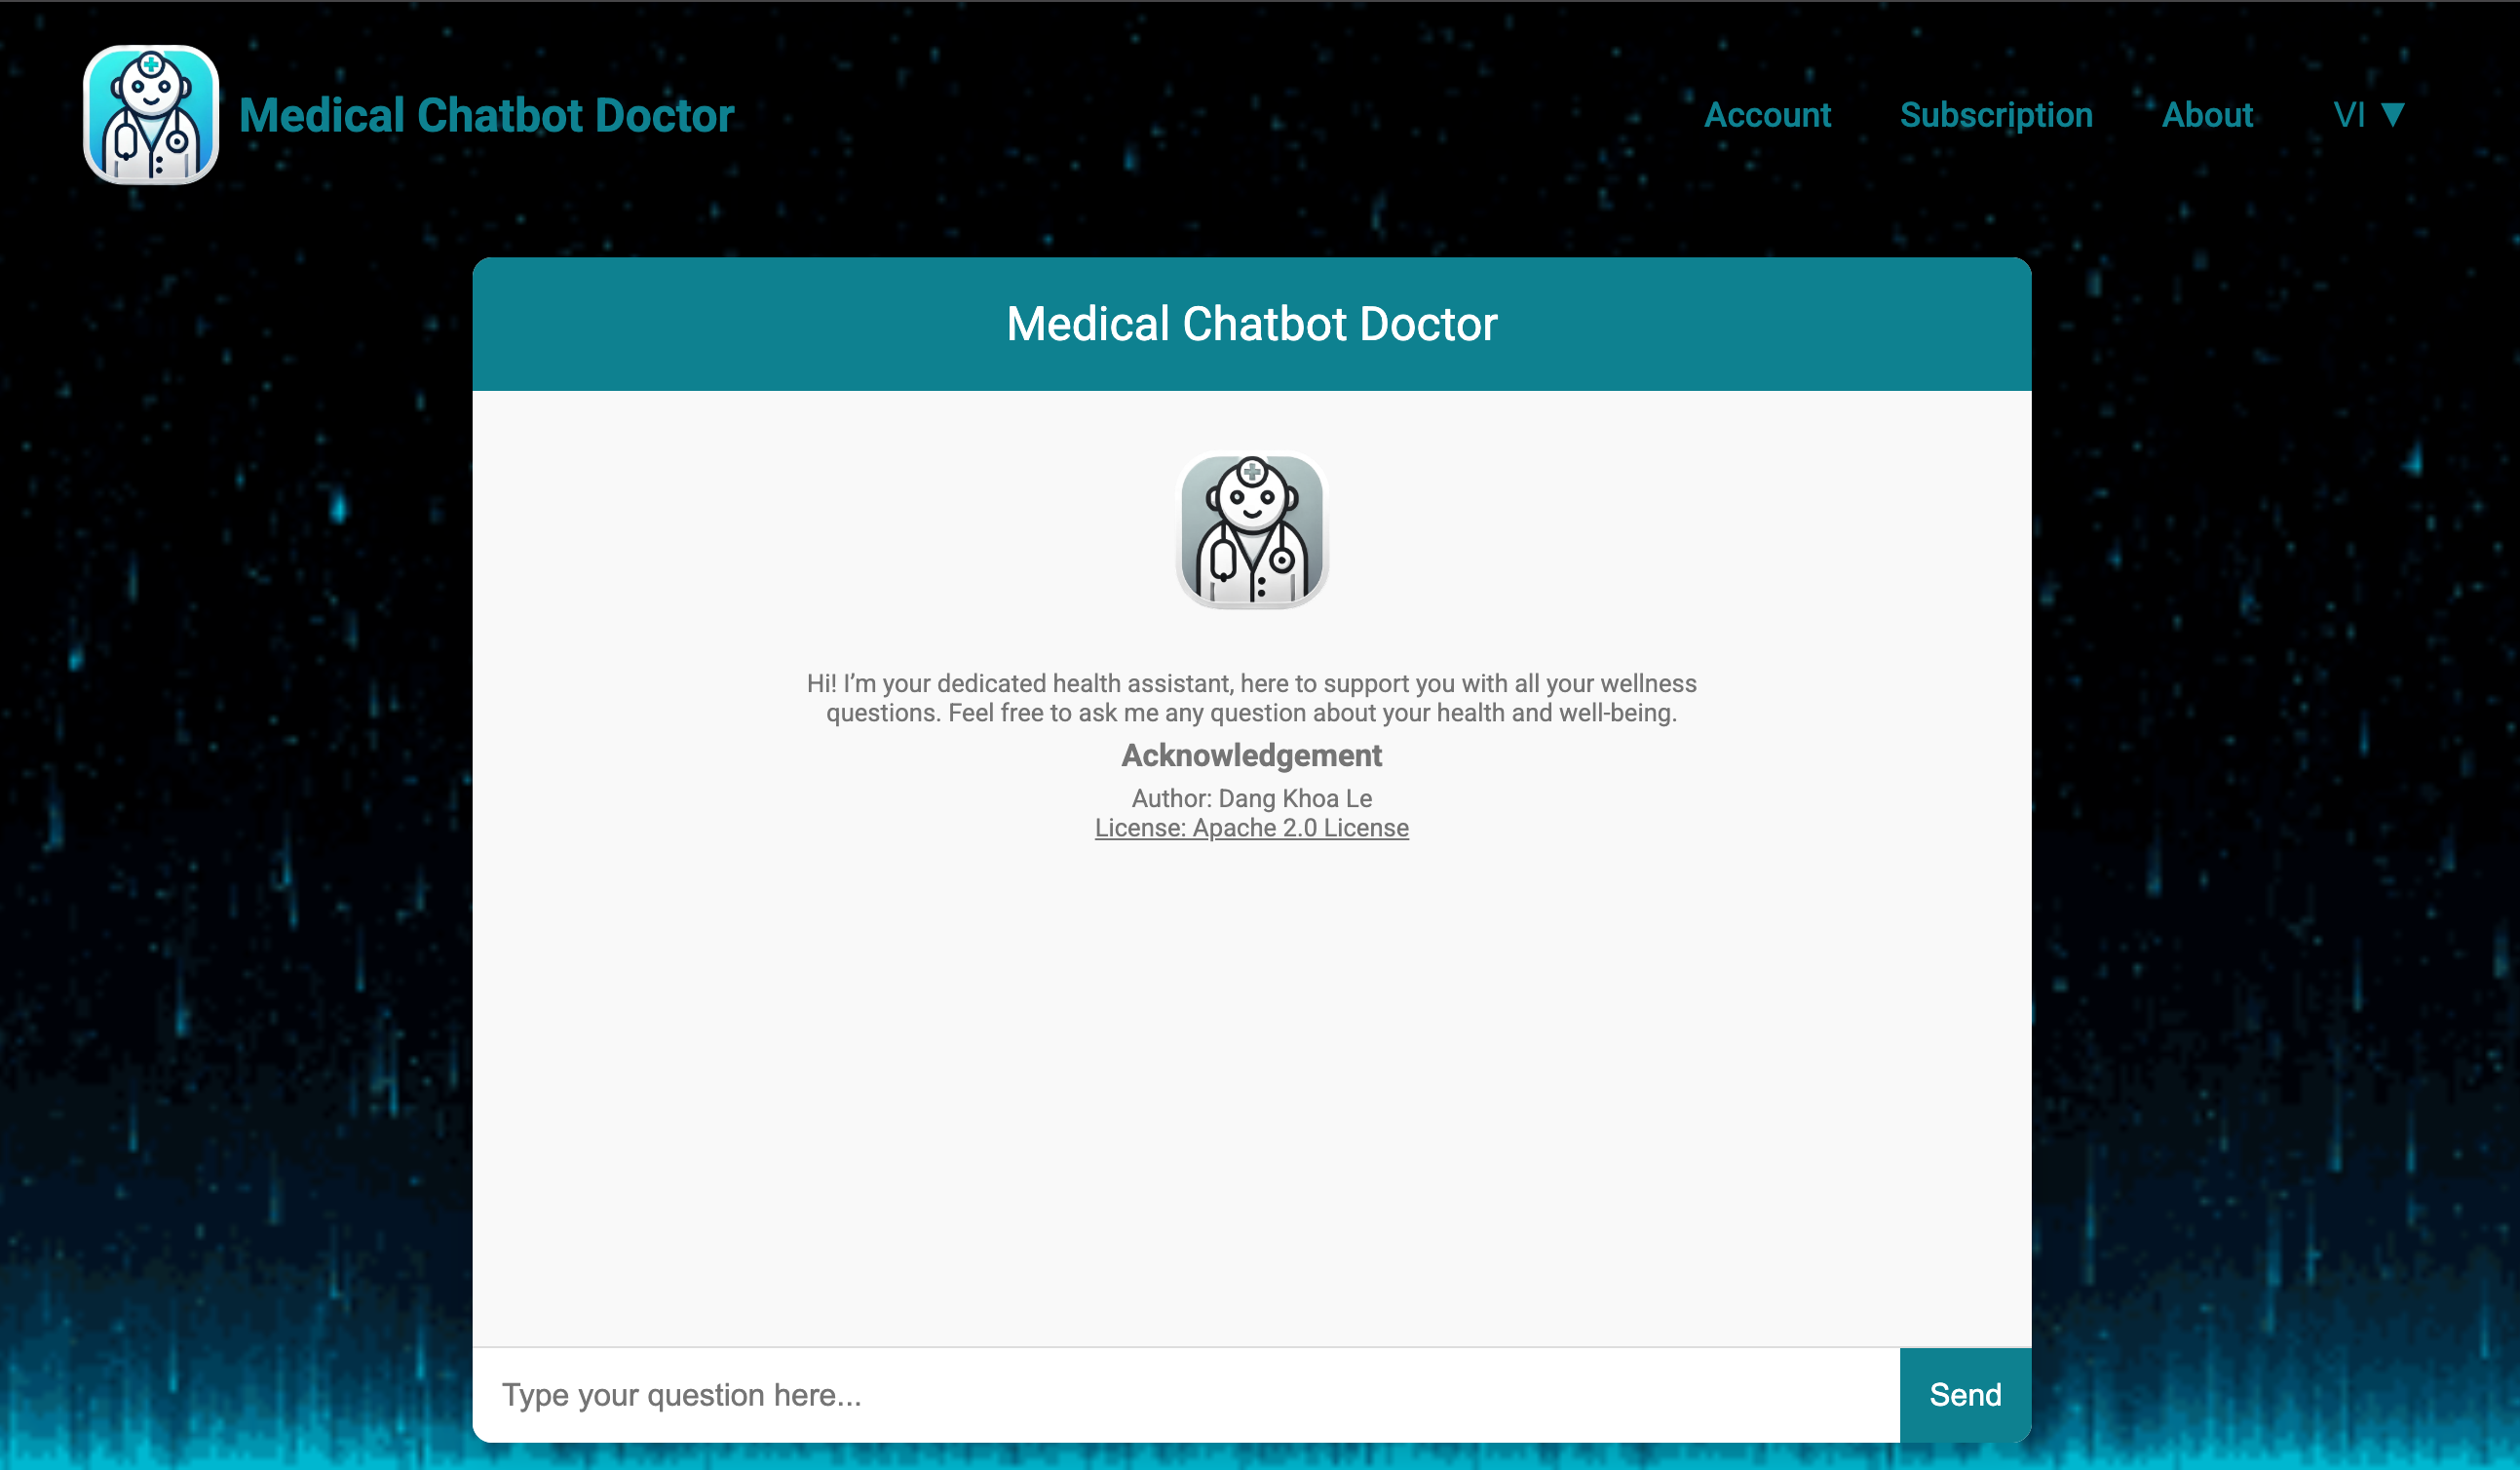 Medical Chatbot Doctor
Account
Subscription
About
VI ▼
Medical Chatbot Doctor
Hi! I’m your dedicated health assistant, here to support you with all your wellness
questions. Feel free to ask me any question about your health and well-being.
Acknowledgement
Author: Dang Khoa Le
License: Apache 2.0 License
Type your question here...
Send